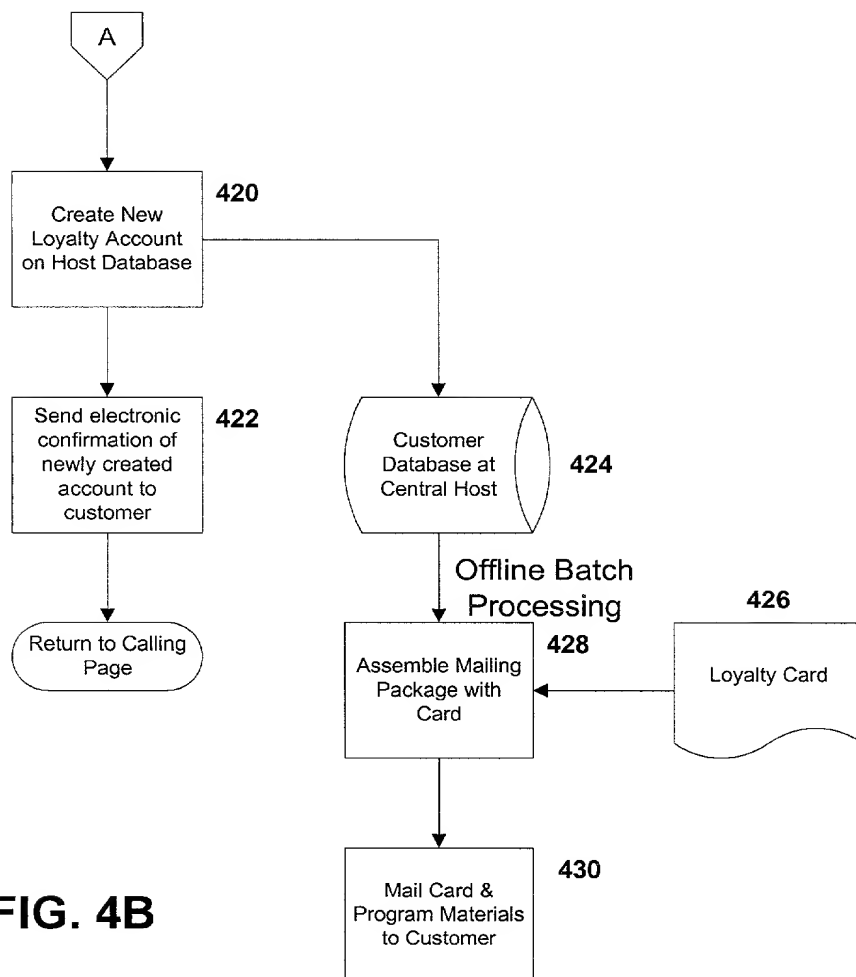 A
420
Create New
Loyalty Account
on Host Database
422
Send electronic
confirmation of
newly created
account to
customer
Customer
Database at
Central Host
424
Offline Batch
Processing
426
Return to Calling
Page
428
Assemble Mailing
Package with
Card
Loyalty Card
430
Mail Card &
Program Materials
to Customer
FIG. 4B